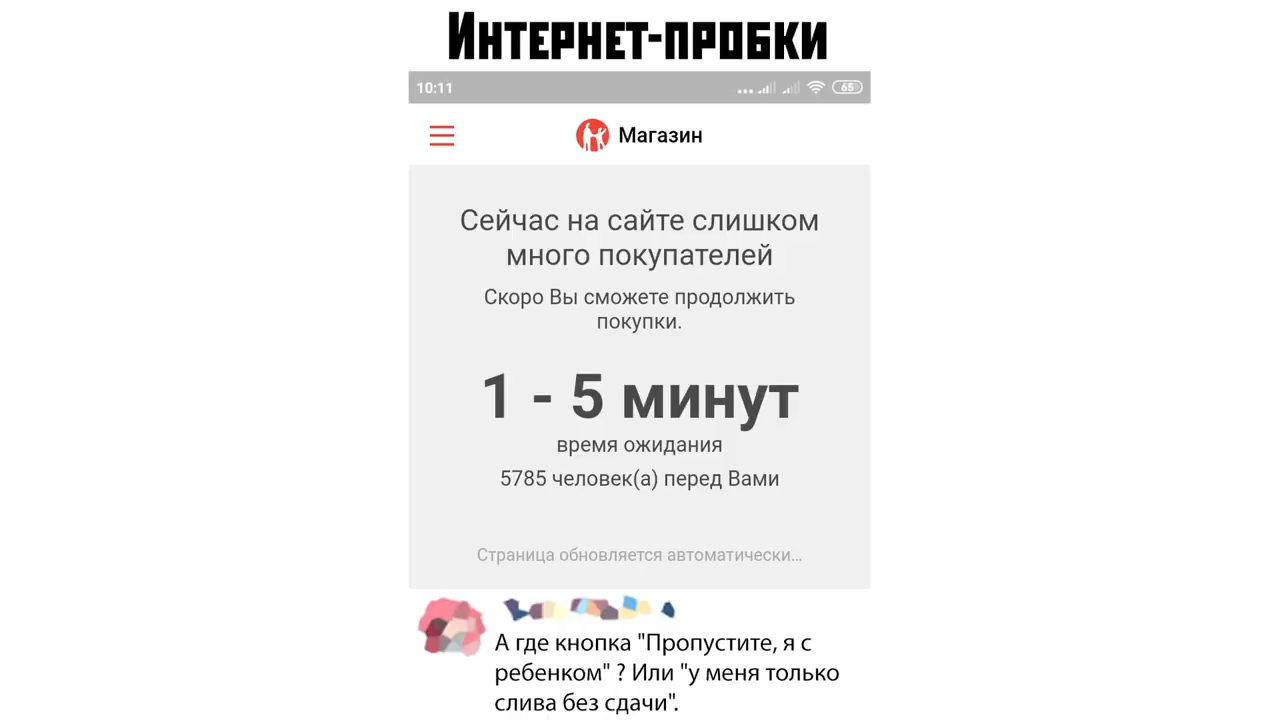 Интернет-пробки
10:11
65
Магазин
Сейчас на сайте слишком
много покупателей
Скоро Вы сможете продолжить
покупки.
1 - 5 минут
время ожидания
5785 человек(а) перед Вами
Страница обновляется автоматически...
А где кнопка "Пропустите, я с
ребенком" ? Или "у меня только
слива без сдачи".